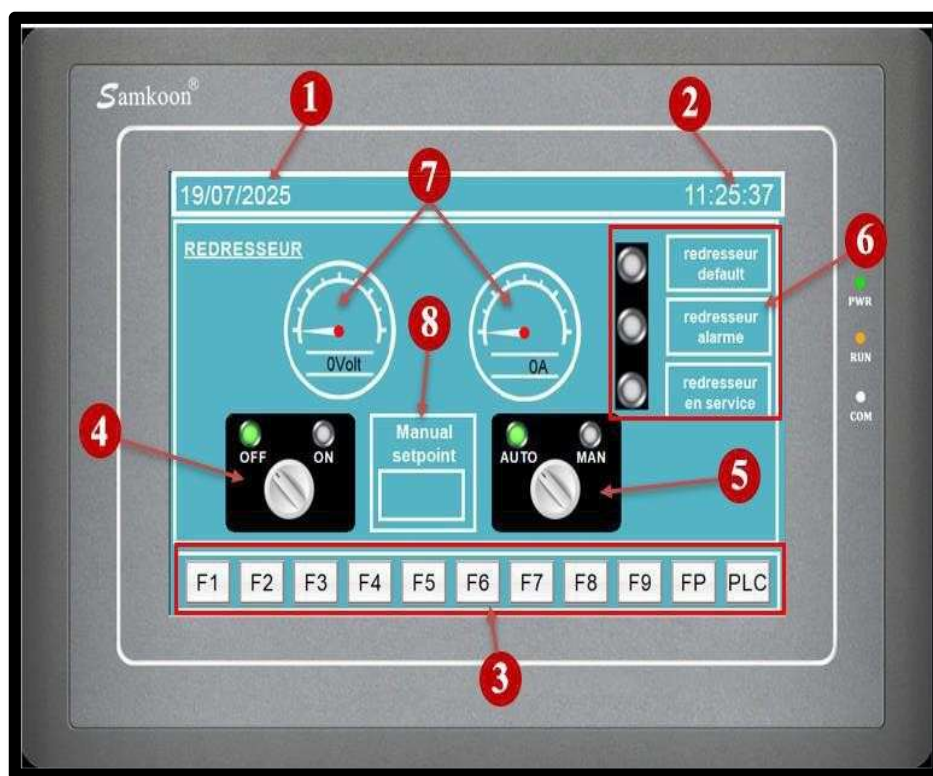 Samkoon®
1
2
7
19/07/2025
11:25:37
REDRESSEUR
redresseur
default
6
PWR
8
redresseur
alarme
RUN
0Volt
0A
redresseur
en service
COM
4
OFF ON
Manual
setpoint
AUTO MAN
5
F1 F2 F3 F4 F5 F6 F7 F8 F9 FP PLC
3